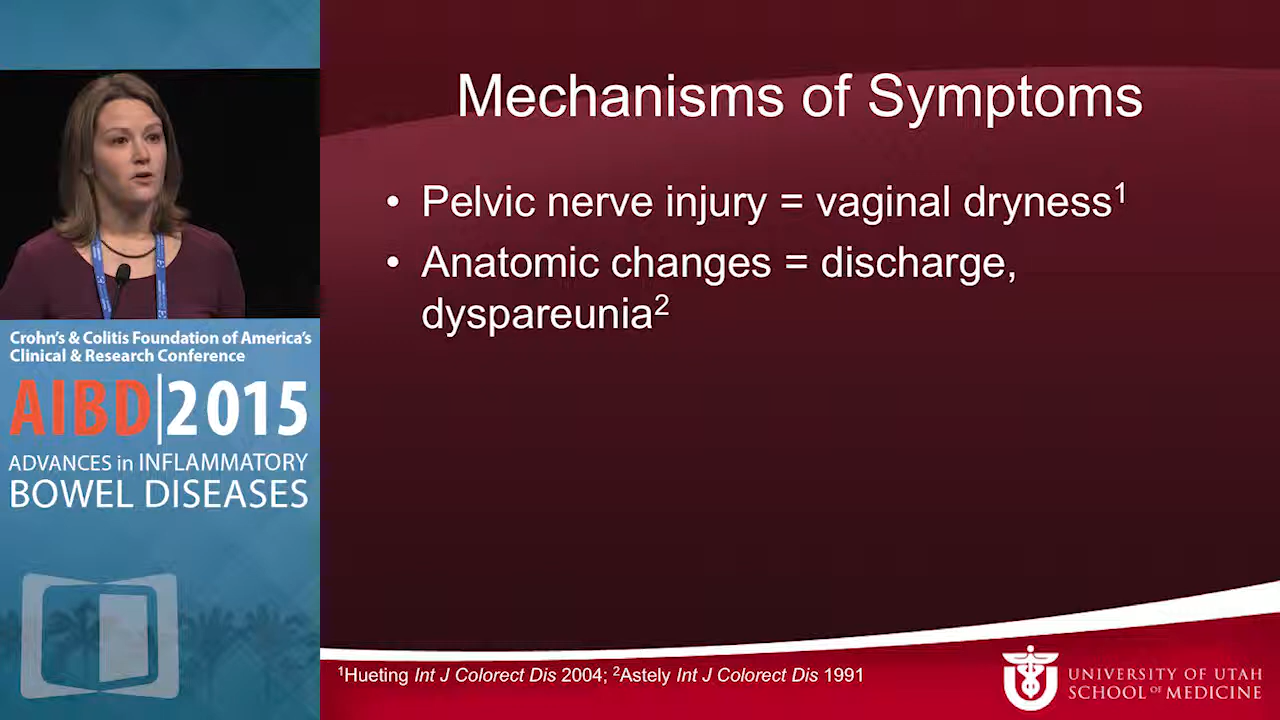 Mechanisms of Symptoms
• Pelvic nerve injury = vaginal dryness1
• Anatomic changes = discharge,
dyspareunia2
Crohn's & Colitis Foundation of America's
Clinical & Research Conference
AIBD|2015
ADVANCES in INFLAMMATORY
BOWEL DISEASES
1Hueting Int J Colorect Dis 2004; 2Astely Int J Colorect Dis 1991
UNIVERSITY OF UTAH
SCHOOL OF MEDICINE